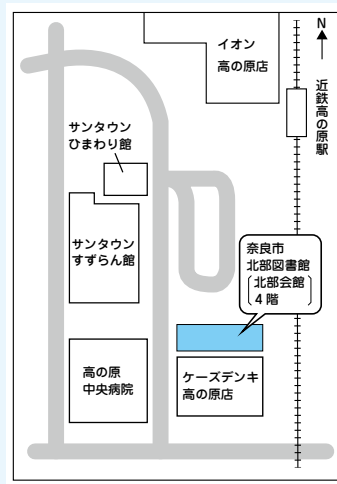 イオン
高の原店
N
近鉄高の原駅
サンタウン
ひまわり館
サンタウン
すずらん館
奈良市
北部図書館
北部会館
4階
高の原
中央病院
ケーズデンキ
高の原店